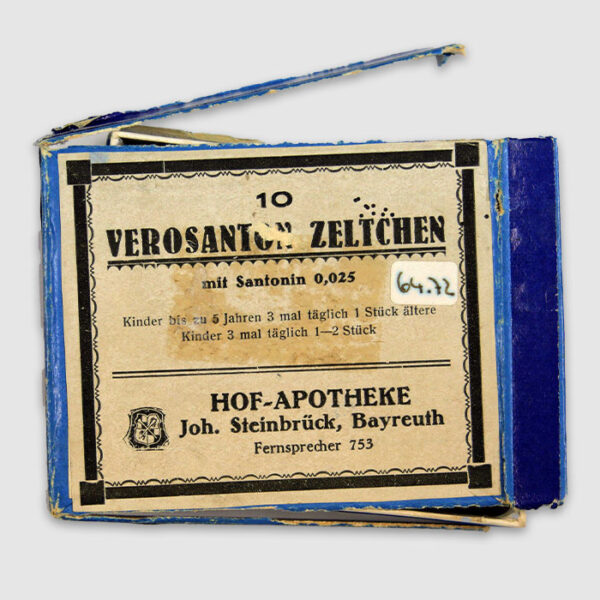 10
VEROSANTON ZELTCHEN
mit Santonin 0,025
64.72
Kinder bis zu 5 Jahren 3 mal täglich 1 Stück ältere
Kinder 3 mal täglich 1—2 Stück
HOF-APOTHEKE
Joh. Steinbrück, Bayreuth
Fernsprecher 753